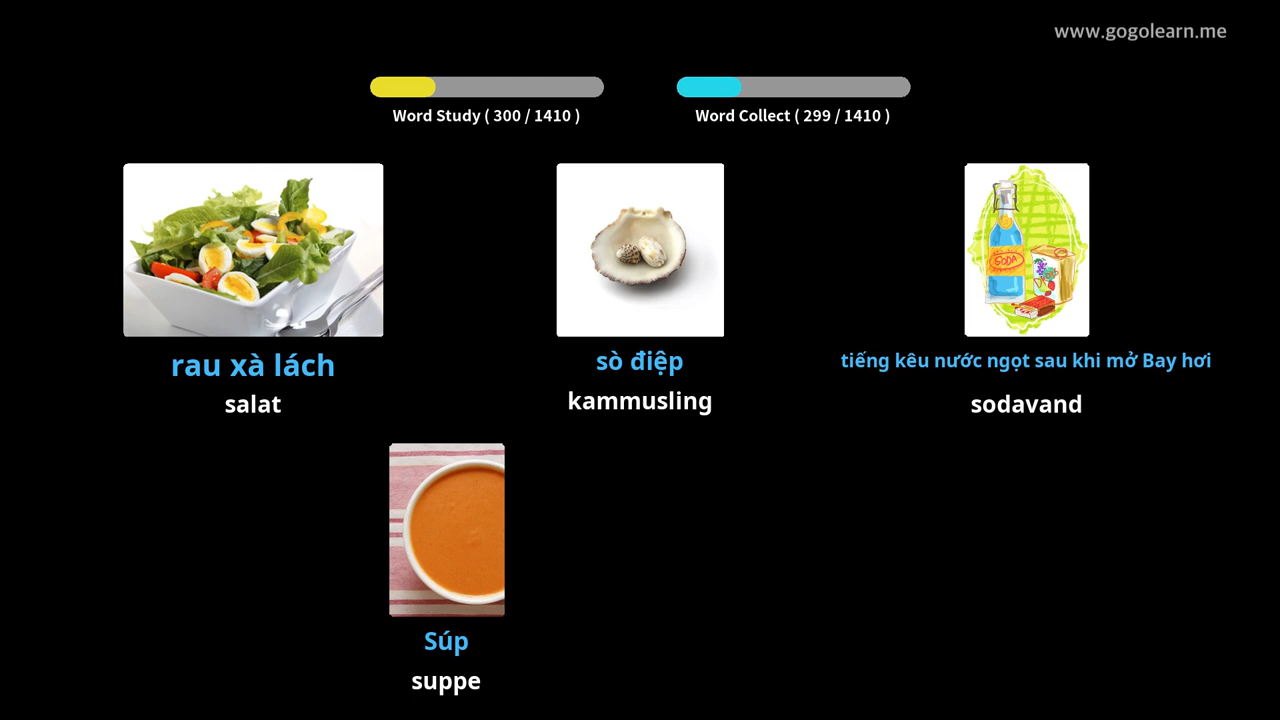 www.gogolearn.me
Word Study ( 300 / 1410 )
Word Collect ( 299 / 1410 )
SODA
rau xà lách
salat
sò điệp
kammusling
tiếng kêu nước ngọt sau khi mở Bay hơi
sodavand
Súp
suppe